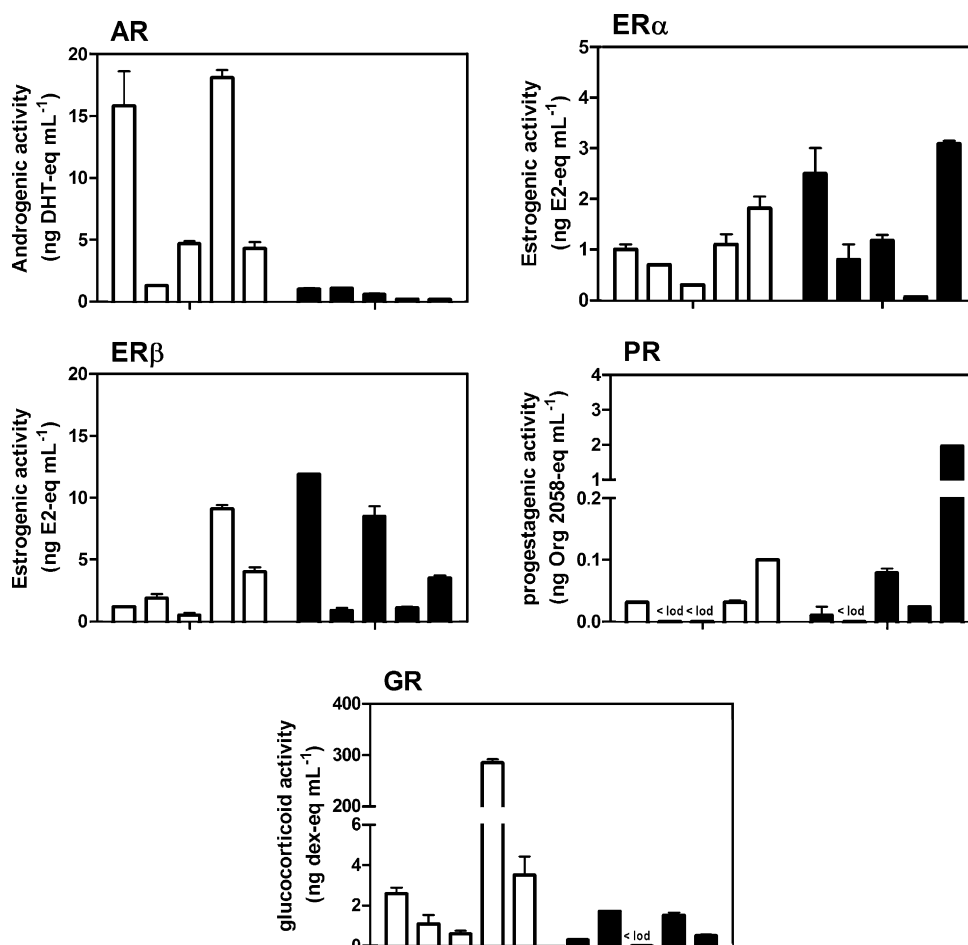 AR
Androgenic activity
(ng DHT-eq mL-1)
20
15
10
5
0
ERα
Estrogenic activity
(ng E2-eq mL-1)
5
4
3
2
1
0
ERβ
Estrogenic activity
(ng E2-eq mL-1)
20
15
10
5
0
PR
progestagenic activity
(ng Org 2058-eq mL-1)
4
3
2
1
0.2
0.1
0.0
< lod < lod
< lod
GR
glucocorticoid activity
(ng dex-eq mL-1)
400
300
200
6
4
2
0
< lod